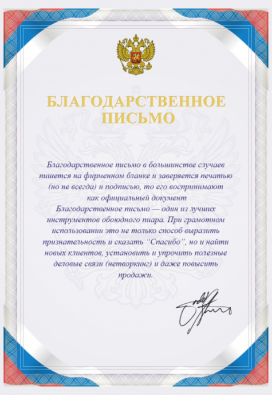 БЛАГОДАРСТВЕННОЕ
ПИСЬМО
Благодарственное письмо в большинстве случаев
пишется на фирменном бланке и заверяется печатью
(но не всегда) и подписью, то его воспринимают
как официальный документ
Благодарственное письмо — один из лучших
инструментов обоюдного пиара. При грамотном
использовании это не только способ выразить
признательность и сказать "Спасибо", но и найти
новых клиентов, установить и упрочить полезные
деловые связи (нетворкинг) и даже повысить
продажи.